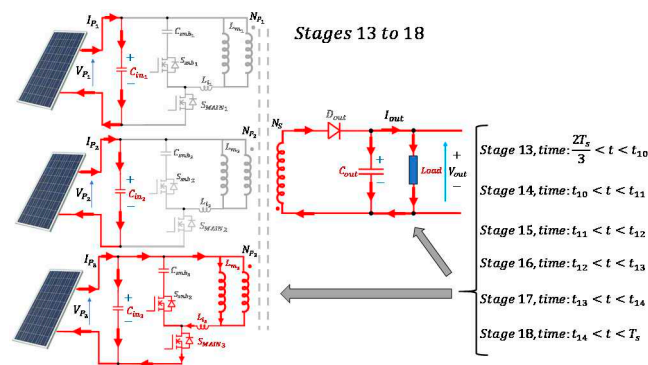 Stages 13 to 18
I_P1
V_P1
C_in1
C_snb1
S_snb1
S_MAIN1
L_i1
L_m1
N_P1
I_P2
V_P2
C_in2
C_snb2
S_snb2
S_MAIN2
L_i2
L_m2
N_P2
I_P3
V_P3
C_in3
C_snb3
S_snb3
S_MAIN3
L_i3
L_m3
N_P3
N_S
D_out
I_out
C_out
Load
+
V_out
−
Stage 13, time: 2T_s/3 < t < t_10
Stage 14, time: t_10 < t < t_11
Stage 15, time: t_11 < t < t_12
Stage 16, time: t_12 < t < t_13
Stage 17, time: t_13 < t < t_14
Stage 18, time: t_14 < t < T_s